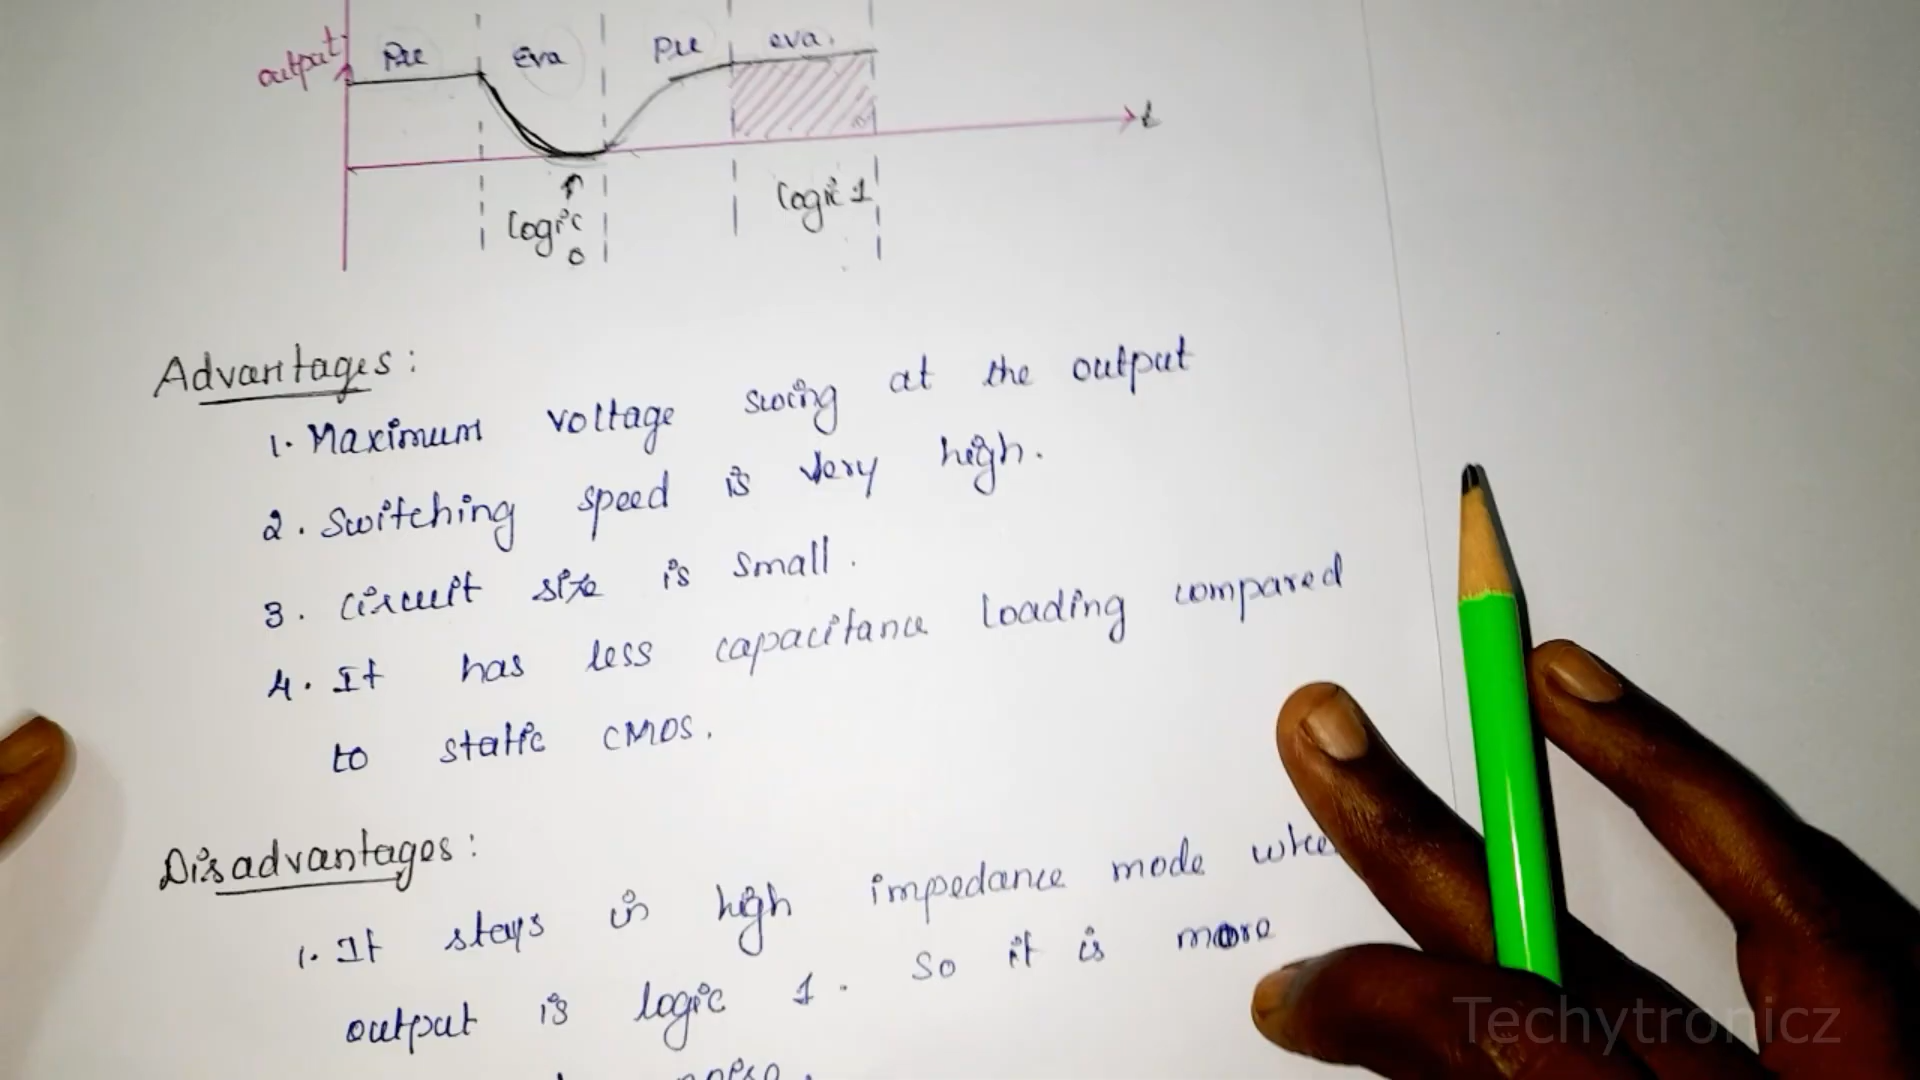 output
Pre Eva Pre eva.
t
logic 0
logic 1
Advantages:
1. Maximum voltage swing at the output
2. Switching speed is very high.
3. Circuit size is small.
4. It has less capacitance loading compared
to static CMOS.
Disadvantages:
1. It stays in high impedance mode
output is logic 1. So it is more
Techytronicz